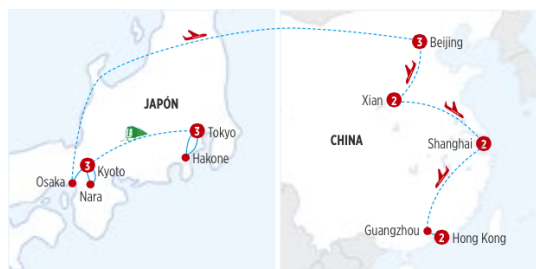 JAPÓN
3
Tokyo
Hakone
3
Kyoto
Osaka
Nara
CHINA
3
Beijing
Xian
2
Shanghai
2
Guangzhou
2
Hong Kong